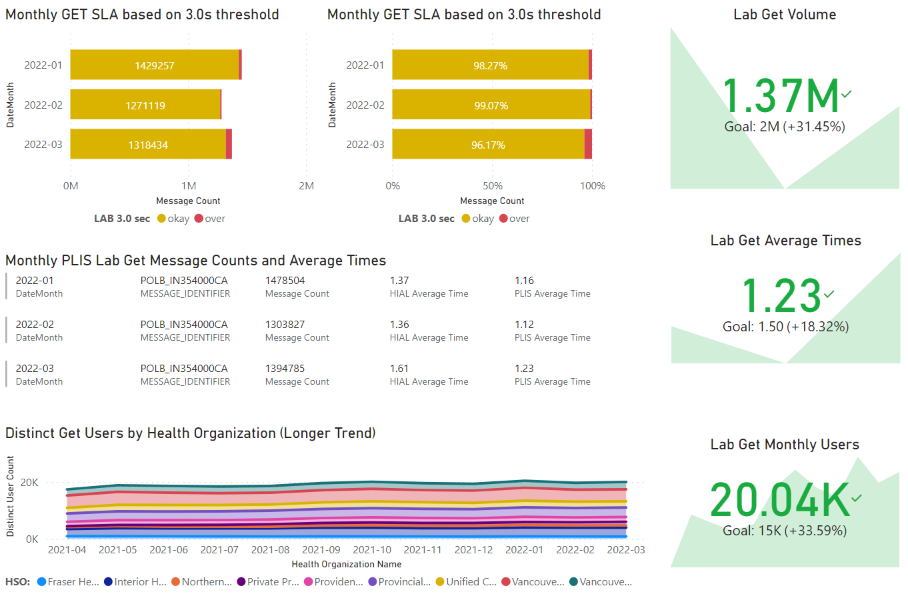 Monthly GET SLA based on 3.0s threshold
DateMonth
2022-01
1429257
2022-02
1271119
2022-03
1318434
0M 1M 2M
Message Count
LAB 3.0 sec okay over
Monthly GET SLA based on 3.0s threshold
DateMonth
2022-01
98.27%
2022-02
99.07%
2022-03
96.17%
0% 50% 100%
Message Count
LAB 3.0 sec okay over
Lab Get Volume
1.37M
Goal: 2M (+31.45%)
Monthly PLIS Lab Get Message Counts and Average Times
2022-01 POLB_IN354000CA 1478504 1.37 1.16
DateMonth MESSAGE_IDENTIFIER Message Count HIAL Average Time PLIS Average Time
2022-02 POLB_IN354000CA 1303827 1.36 1.12
DateMonth MESSAGE_IDENTIFIER Message Count HIAL Average Time PLIS Average Time
2022-03 POLB_IN354000CA 1394785 1.61 1.23
DateMonth MESSAGE_IDENTIFIER Message Count HIAL Average Time PLIS Average Time
Lab Get Average Times
1.23
Goal: 1.50 (+18.32%)
Distinct Get Users by Health Organization (Longer Trend)
Distinct User Count
20K
0K
2021-04 2021-05 2021-06 2021-07 2021-08 2021-09 2021-10 2021-11 2021-12 2022-01 2022-02 2022-03
Health Organization Name
HSO: Fraser He... Interior H... Northern... Private Pr... Providen... Provincial... Unified C... Vancouve... Vancouve...
Lab Get Monthly Users
20.04K
Goal: 15K (+33.59%)